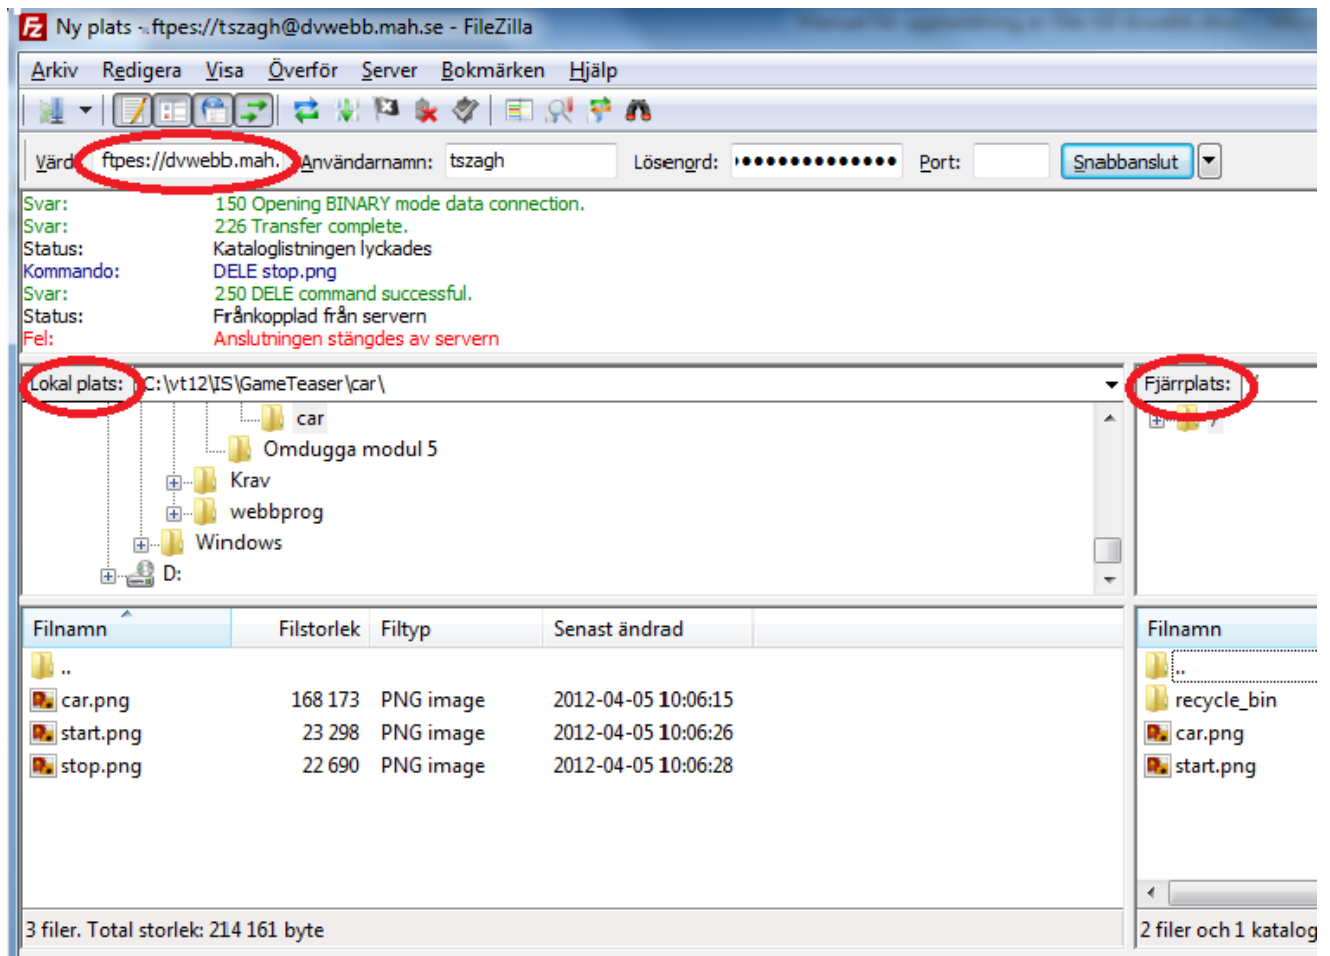 Ny plats - ftpes://tszagh@dvwebb.mah.se - FileZilla
Arkiv Redigera Visa Överför Server Bokmärken Hjälp
Värd: ftpes://dvwebb.mah. Användarnamn: tszagh Lösenord: •••••••••••••• Port: Snabbanslut
Svar: 150 Opening BINARY mode data connection.
Svar: 226 Transfer complete.
Status: Kataloglistningen lyckades
Kommando: DELE stop.png
Svar: 250 DELE command successful.
Status: Frånkopplad från servern
Fel: Anslutningen stängdes av servern
Lokal plats: C:\vt12\IS\GameTeaser\car\ Fjärrplats: /
car /
Omdugga modul 5
Krav
webbprog
Windows
D:
Filnamn Filstorlek Filtyp Senast ändrad Filnamn
.. ..
car.png 168 173 PNG image 2012-04-05 10:06:15 recycle_bin
start.png 23 298 PNG image 2012-04-05 10:06:26 car.png
stop.png 22 690 PNG image 2012-04-05 10:06:28 start.png
3 filer. Total storlek: 214 161 byte 2 filer och 1 katalog